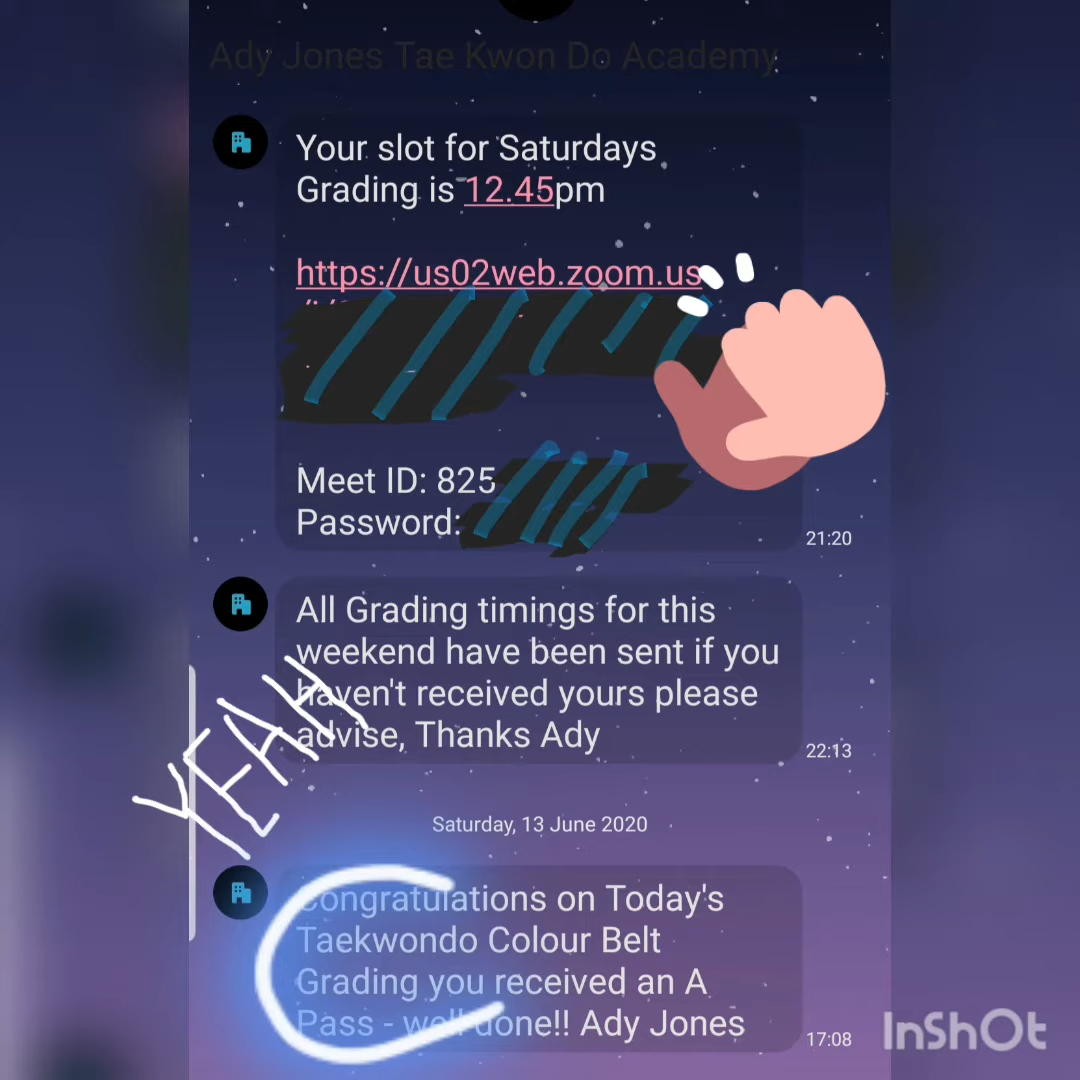 Ady Jones Tae Kwon Do Academy
Your slot for Saturdays
Grading is 12.45pm
https://us02web.zoom.us
Meet ID: 825
Password:
21:20
All Grading timings for this
weekend have been sent if you
haven't received yours please
advise, Thanks Ady
22:13
YEAH
Saturday, 13 June 2020
Congratulations on Today's
Taekwondo Colour Belt
Grading you received an A
Pass - well done!! Ady Jones
17:08
InShOt